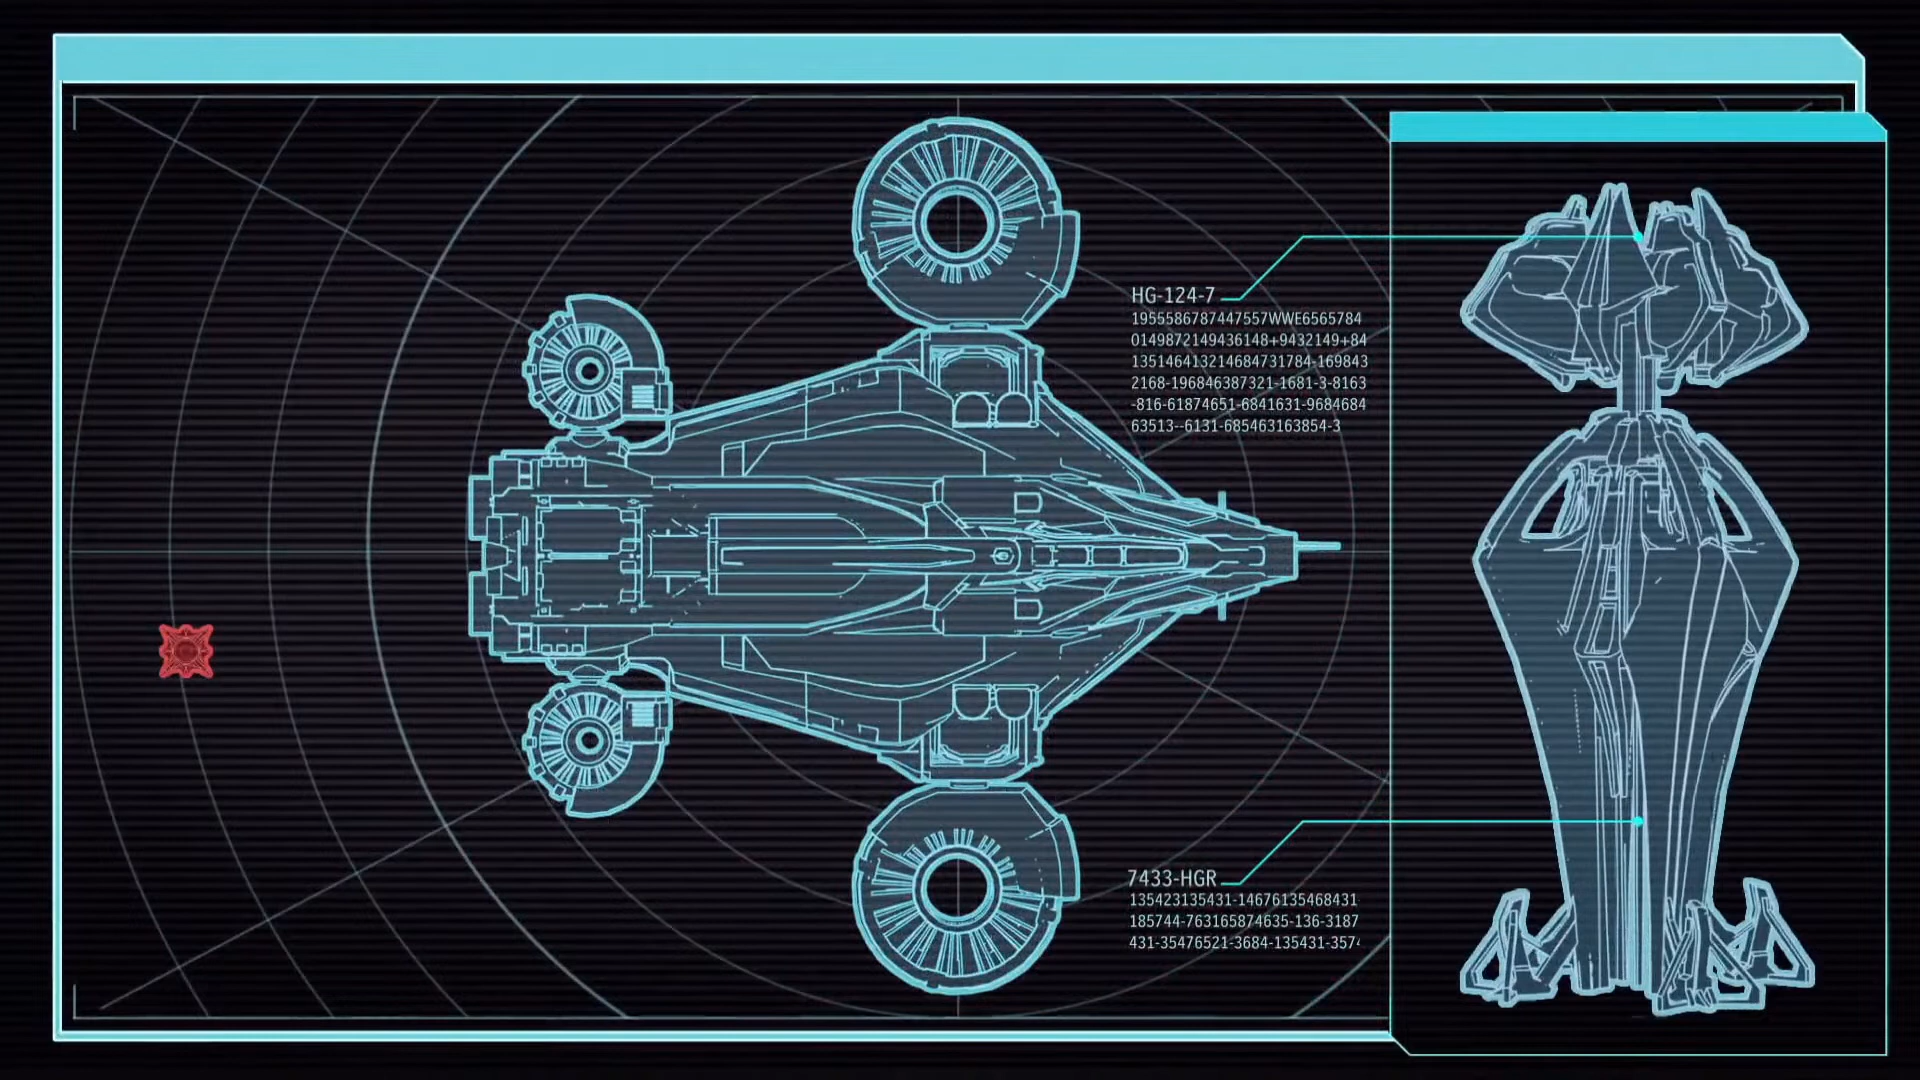 HG-124-7
1955586787447557WWE6565784
0149872149436148+9432149+84
135146413214684731784-169843
2168-196846387321-1681-3-8163
-816-61874651-6841631-9684684
63513--6131-685463163854-3
7433-HGR
135423135431-14676135468431-
185744-763165874635-136-3187
431-35476521-3684-135431-3574